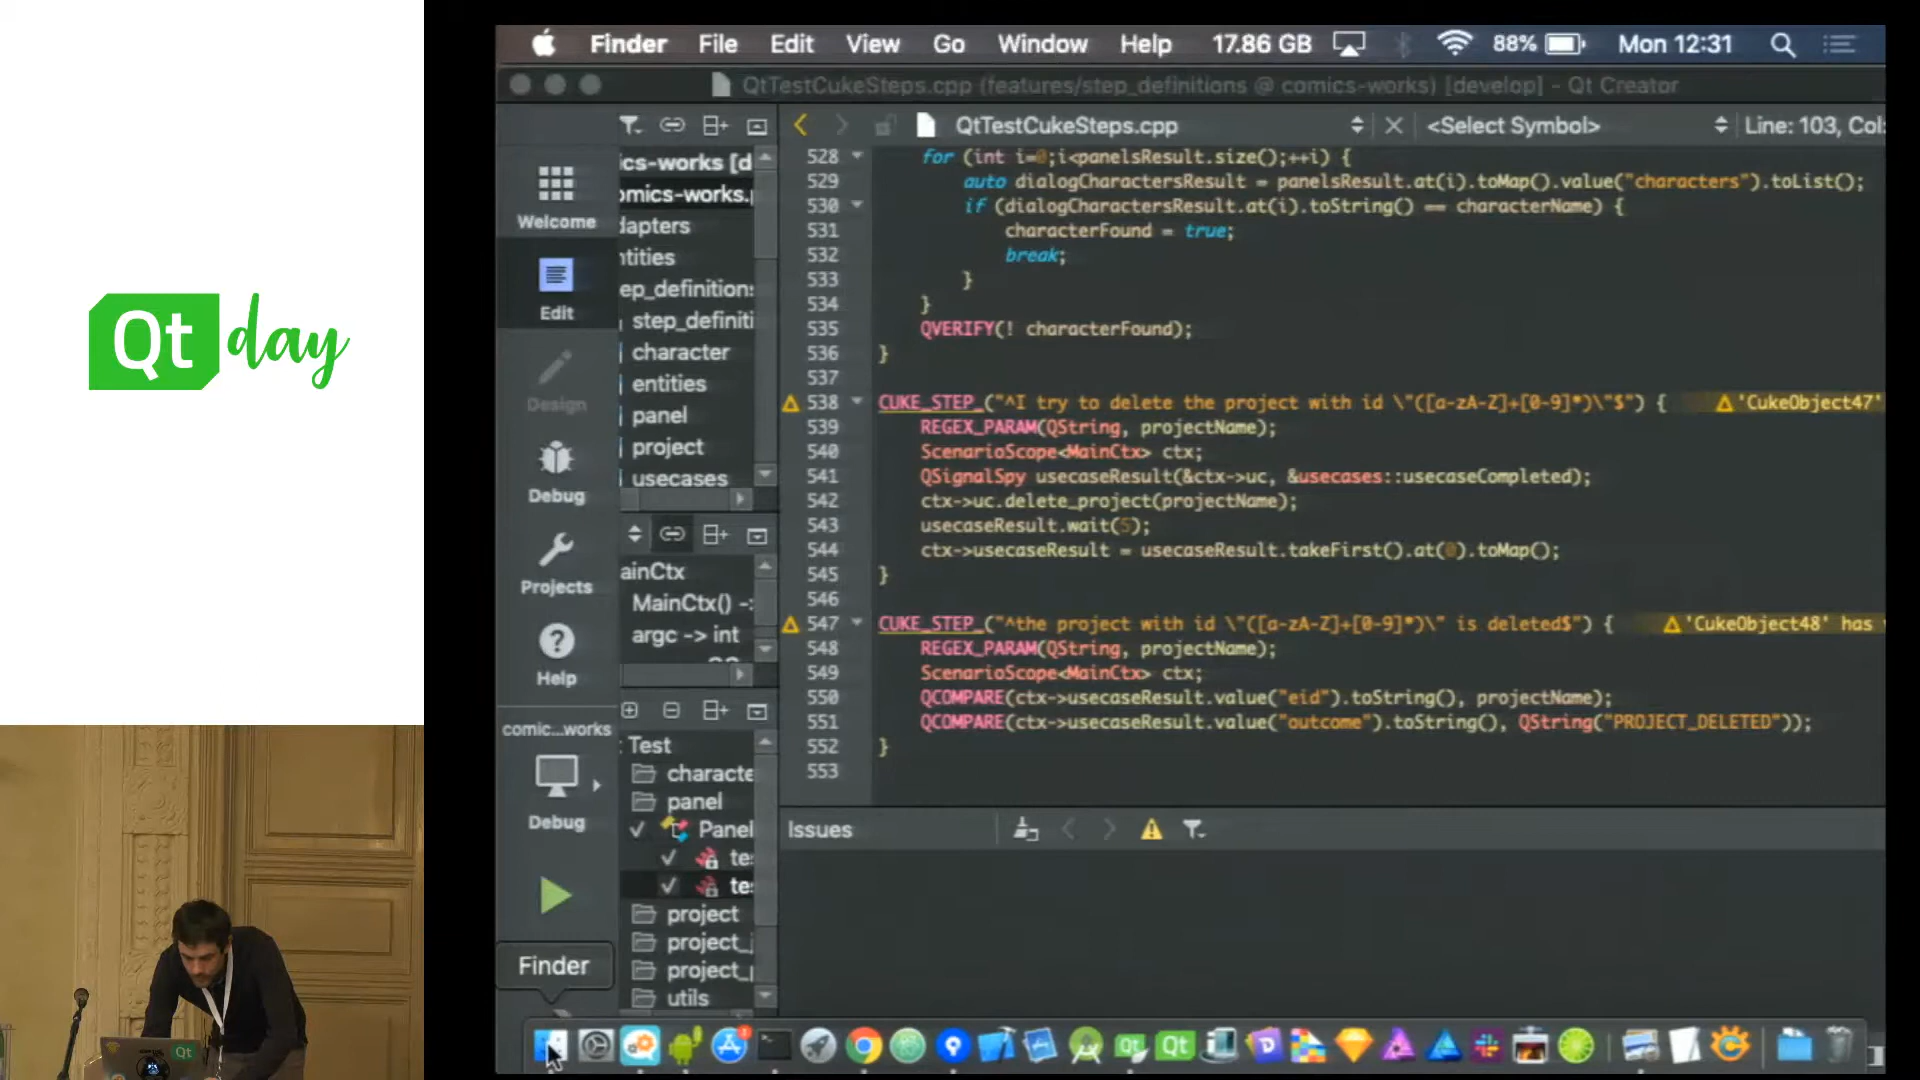 Qt day
Finder File Edit View Go Window Help 17.86 GB 88% Mon 12:31
QtTestCukeSteps.cpp (features/step_definitions @ comics-works) [develop] - Qt Creator
QtTestCukeSteps.cpp <Select Symbol> Line: 103, Col:
Welcome
Edit
Design
Debug
Projects
Help
comic...works
Debug
Finder
ics-works [d
omics-works.
dapters
ntities
ep_definition
step_definiti
character
entities
panel
project
usecases
ainCtx
MainCtx() -
argc -> int
Test
characte
panel
Panel
te
te
project
project_
project_
utils
528 for (int i=0;i<panelsResult.size();++i) {
529 auto dialogCharactersResult = panelsResult.at(i).toMap().value("characters").toList();
530 if (dialogCharactersResult.at(i).toString() == characterName) {
531 characterFound = true;
532 break;
533 }
534 }
535 QVERIFY(! characterFound);
536 }
537
538 CUKE_STEP_("^I try to delete the project with id \"([a-zA-Z]+[0-9]*)\"$") { 'CukeObject47'
539 REGEX_PARAM(QString, projectName);
540 ScenarioScope<MainCtx> ctx;
541 QSignalSpy usecaseResult(&ctx->uc, &usecases::usecaseCompleted);
542 ctx->uc.delete_project(projectName);
543 usecaseResult.wait(5);
544 ctx->usecaseResult = usecaseResult.takeFirst().at(0).toMap();
545 }
546
547 CUKE_STEP_("^the project with id \"([a-zA-Z]+[0-9]*)\" is deleted$") { 'CukeObject48' has
548 REGEX_PARAM(QString, projectName);
549 ScenarioScope<MainCtx> ctx;
550 QCOMPARE(ctx->usecaseResult.value("eid").toString(), projectName);
551 QCOMPARE(ctx->usecaseResult.value("outcome").toString(), QString("PROJECT_DELETED"));
552 }
553
Issues
Qt
Qt
Qt